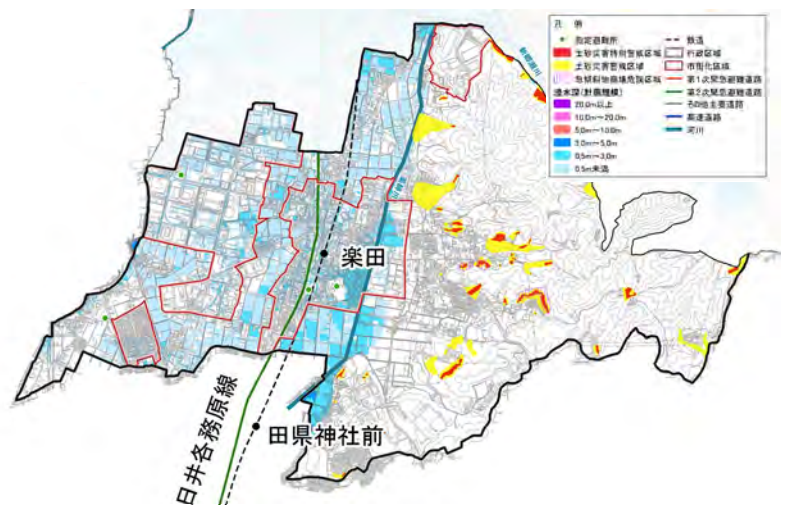 凡 例
指定避難所
土砂災害特別警戒区域
土砂災害警戒区域
急傾斜地崩壊危険区域
浸水深(計画規模)
20.0m以上
10.0m～20.0m
5.0m～10.0m
3.0m～5.0m
0.5m～3.0m
0.5m未満
鉄道
行政区域
市街化区域
第1次緊急避難道路
第2次緊急避難道路
その他主要道路
高速道路
河川
新郷瀬川
楽田
田県神社前
日井各務原線